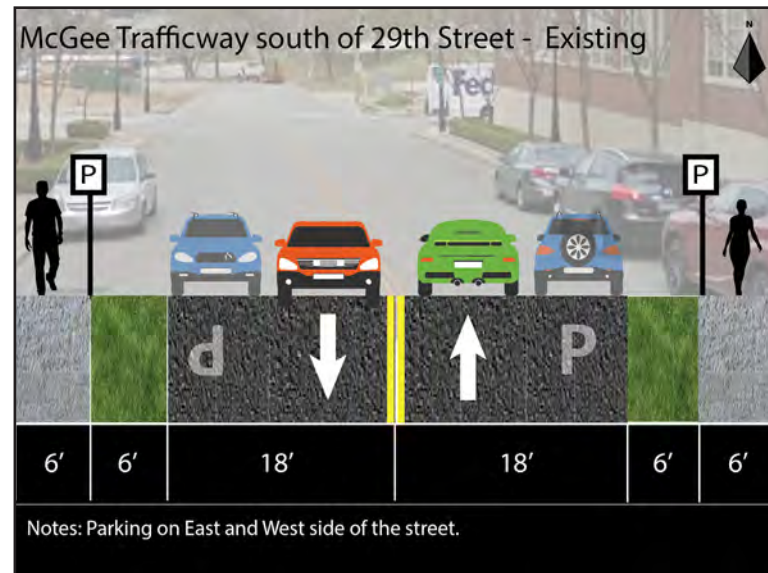 McGee Trafficway south of 29th Street - Existing
N
Fed
P
P
P
P
6’ 6’ 18’ 18’ 6’ 6’
Notes: Parking on East and West side of the street.